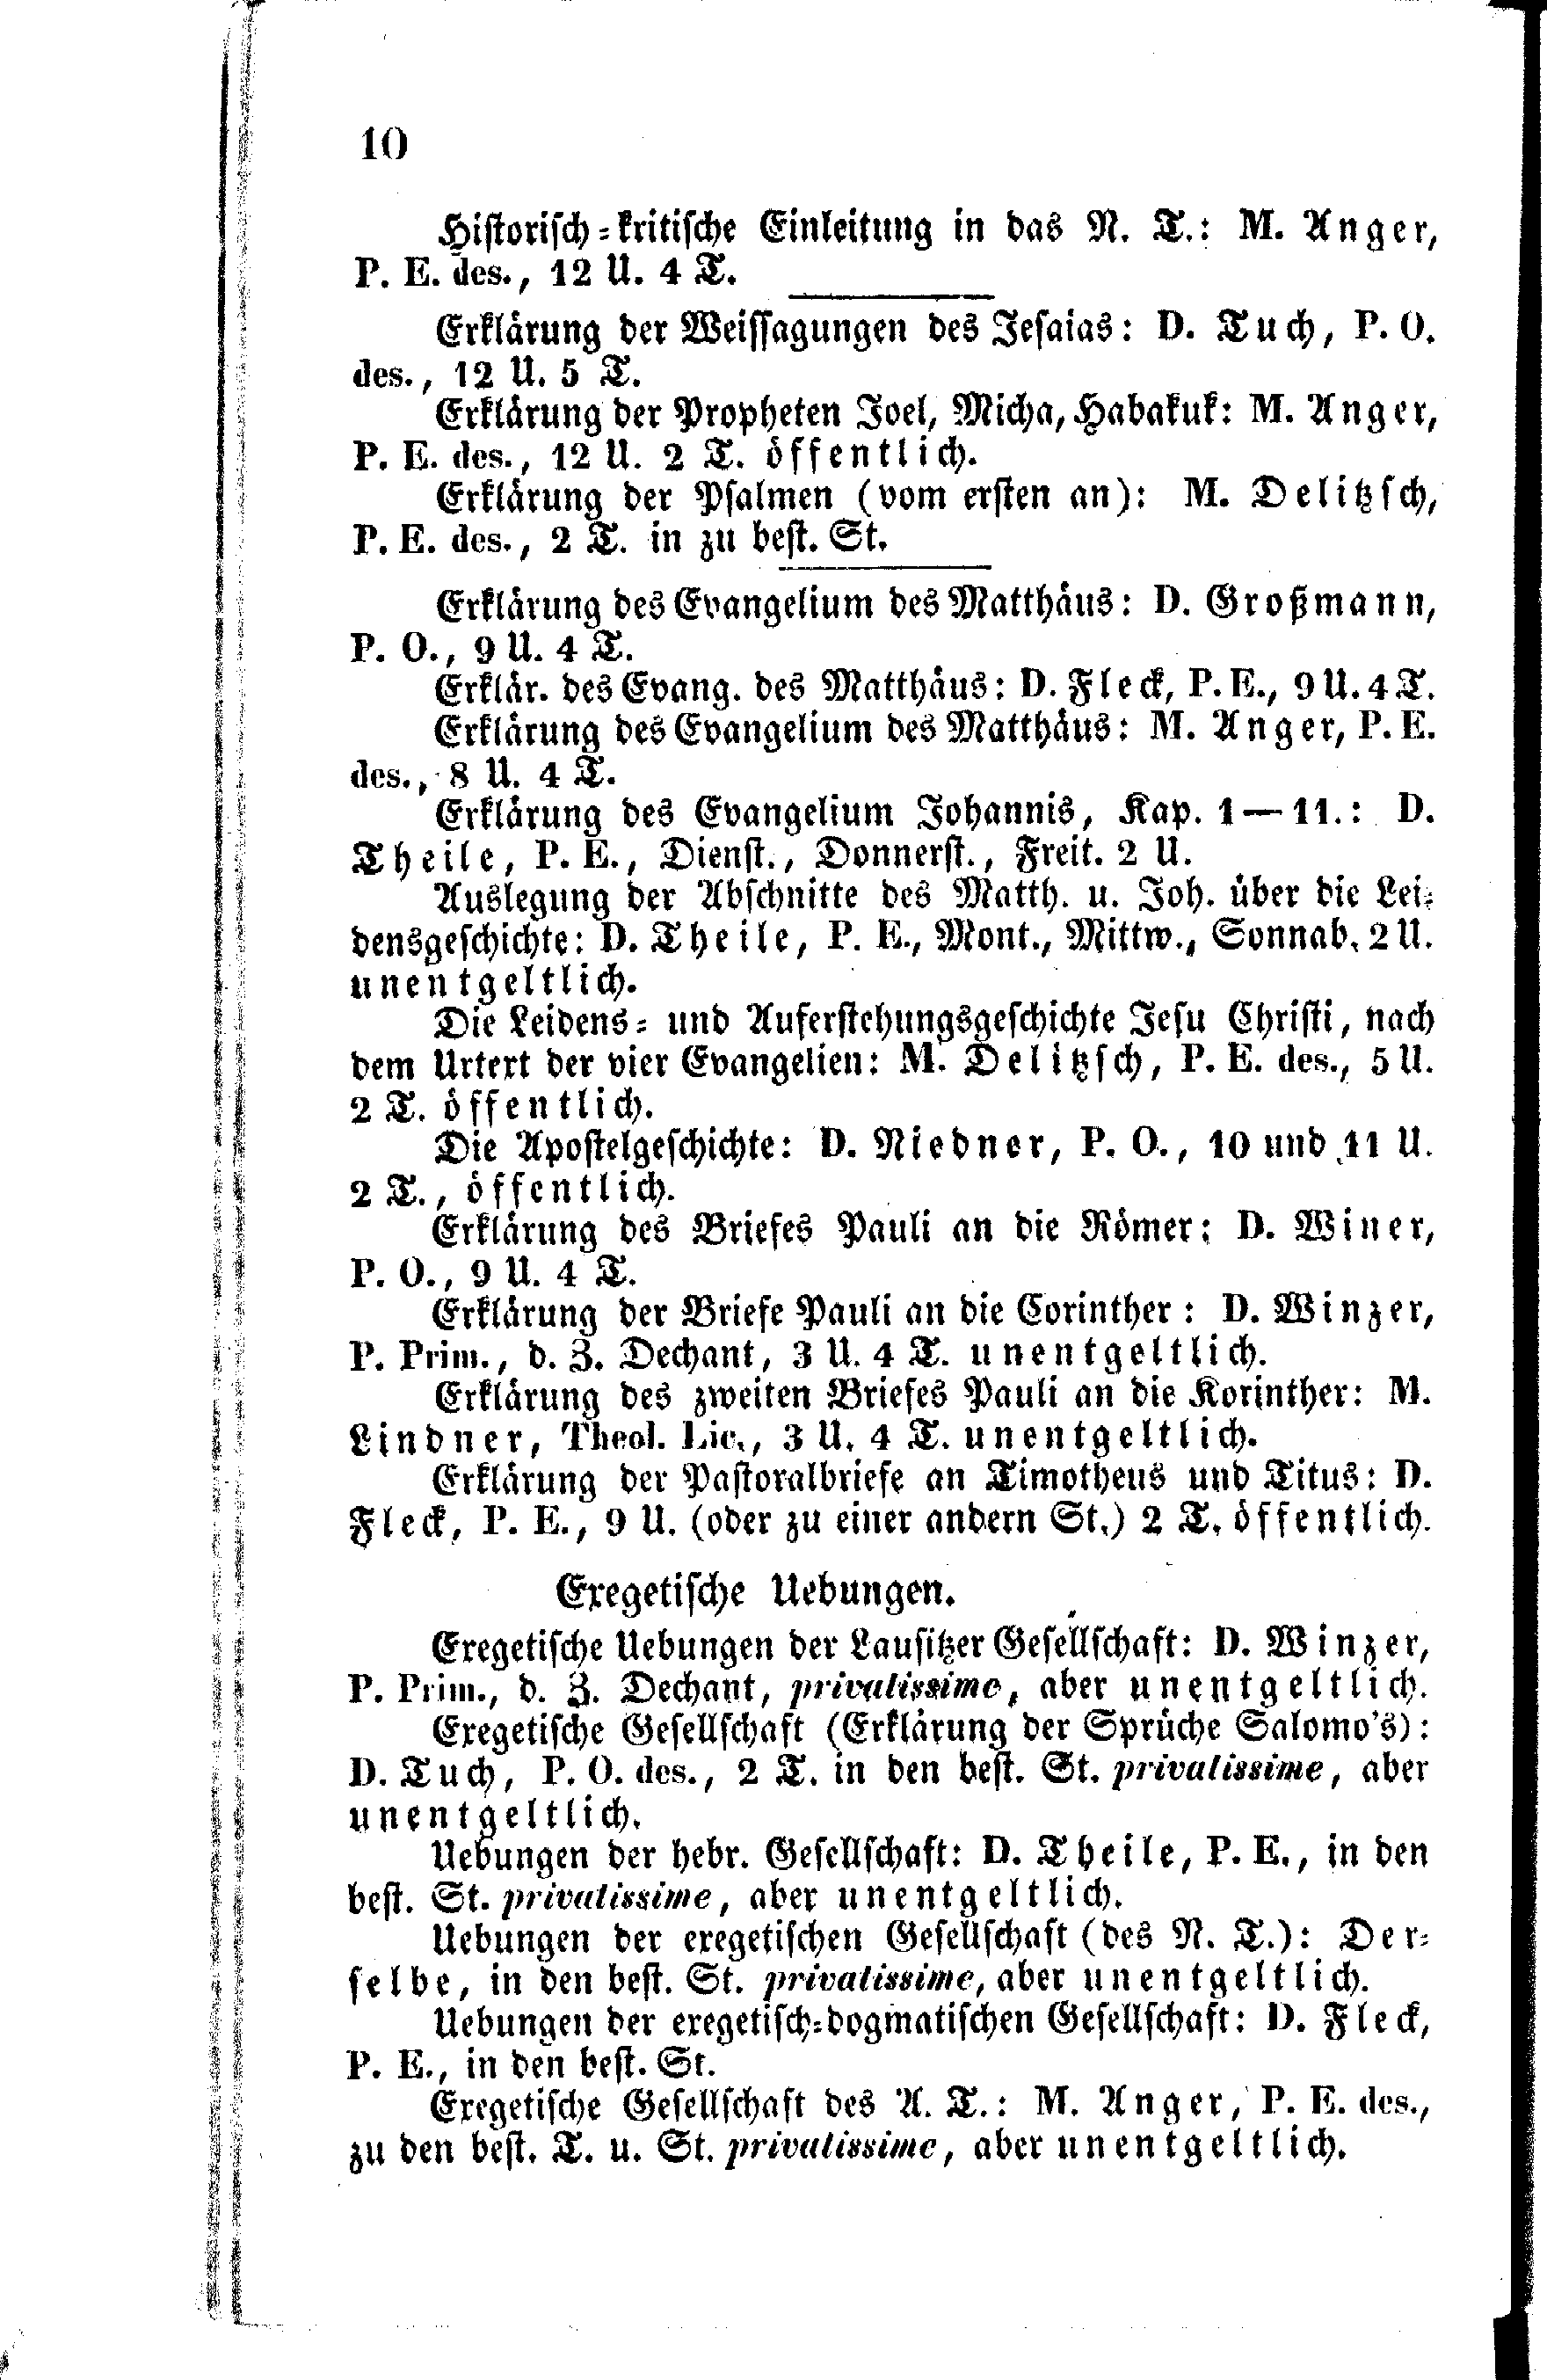 10
Historisch-kritische Einleitung in das N. T.: M. Unger,
P. E. des., 12 U. 4 T.
Erklärung der Weissagungen des Jesaias: D. Tuch, P. O.
des., 12 U. 5 T.
Erklärung der Propheten Joel, Micha, Habakuk: M. Anger,
P. E. des., 12 U. 2 T. öffentlich.
Erklärung der Psalmen (vom ersten an): M. Delitzsch,
P. E. des., 2 T. in zu best. St.
Erklärung des Evangelium des Matthäus: D. Großmann,
P. O., 9 U. 4 T.
Erklär. des Evang. des Matthäus: D. Fleck, P. E., 9 U. 4 T.
Erklärung des Evangelium des Matthäus: M. Anger, P. E.
des., 8 U. 4 T.
Erklärung des Evangelium Johannis, Kap. 1—11.: D.
Theile, P. E., Dienst., Donnerst., Freit. 2 U.
Auslegung der Abschnitte des Matth. u. Joh. über die Lei-
densgeschichte: D. Theile, P. E., Mont., Mittw., Sonnab. 2 U.
unentgeltlich.
Die Leidens- und Auferstehungsgeschichte Jesu Christi, nach
dem Urtext der vier Evangelien: M. Delitzsch, P. E. des., 5 U.
2 T. öffentlich.
Die Apostelgeschichte: D. Niedner, P. O., 10 und 11 U.
2 T., öffentlich.
Erklärung des Briefes Pauli an die Römer: D. Winer,
P. O., 9 U. 4 T.
Erklärung der Briefe Pauli an die Corinther: D. Winzer,
P. Prim., d. Z. Dechant, 3 U. 4 T. unentgeltlich.
Erklärung des zweiten Briefes Pauli an die Korinther: M.
Lindner, Theol. Lic., 3 U. 4 T. unentgeltlich.
Erklärung der Pastoralbriefe an Timotheus und Titus: D.
Fleck, P. E., 9 U. (oder zu einer andern St.) 2 T. öffentlich.
Exegetische Uebungen.
Exegetische Uebungen der Lausitzer Gesellschaft: D. Winzer,
P. Prim., d. Z. Dechant, privatissime, aber unentgeltlich.
Exegetische Gesellschaft (Erklärung der Sprüche Salomo's):
D. Tuch, P. O. des., 2 T. in den best. St. privatissime, aber
unentgeltlich.
Uebungen der hebr. Gesellschaft: D. Theile, P. E., in den
best. St. privatissime, aber unentgeltlich.
Uebungen der exegetischen Gesellschaft (des N. T.): Der-
selbe, in den best. St. privatissime, aber unentgeltlich.
Uebungen der exegetisch-dogmatischen Gesellschaft: D. Fleck,
P. E., in den best. St.
Exegetische Gesellschaft des A. T.: M. Anger, P. E. des.,
zu den best. T. u. St. privatissime, aber unentgeltlich.